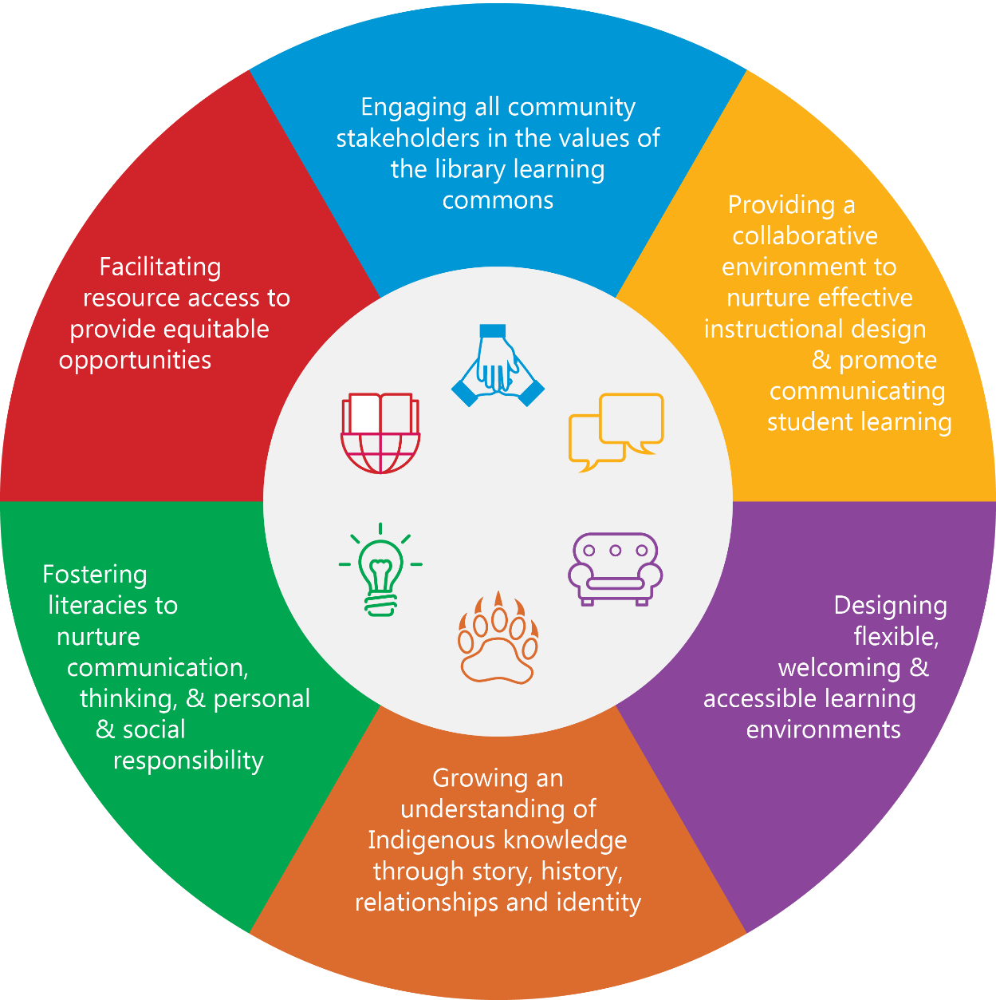 Engaging all community
stakeholders in the values of
the library learning
commons
Providing a
collaborative
environment to
nurture effective
instructional design
& promote
communicating
student learning
Designing
flexible,
welcoming &
accessible learning
environments
Growing an
understanding of
Indigenous knowledge
through story, history,
relationships and identity
Fostering
literacies to
nurture
communication,
thinking, & personal
& social
responsibility
Facilitating
resource access to
provide equitable
opportunities